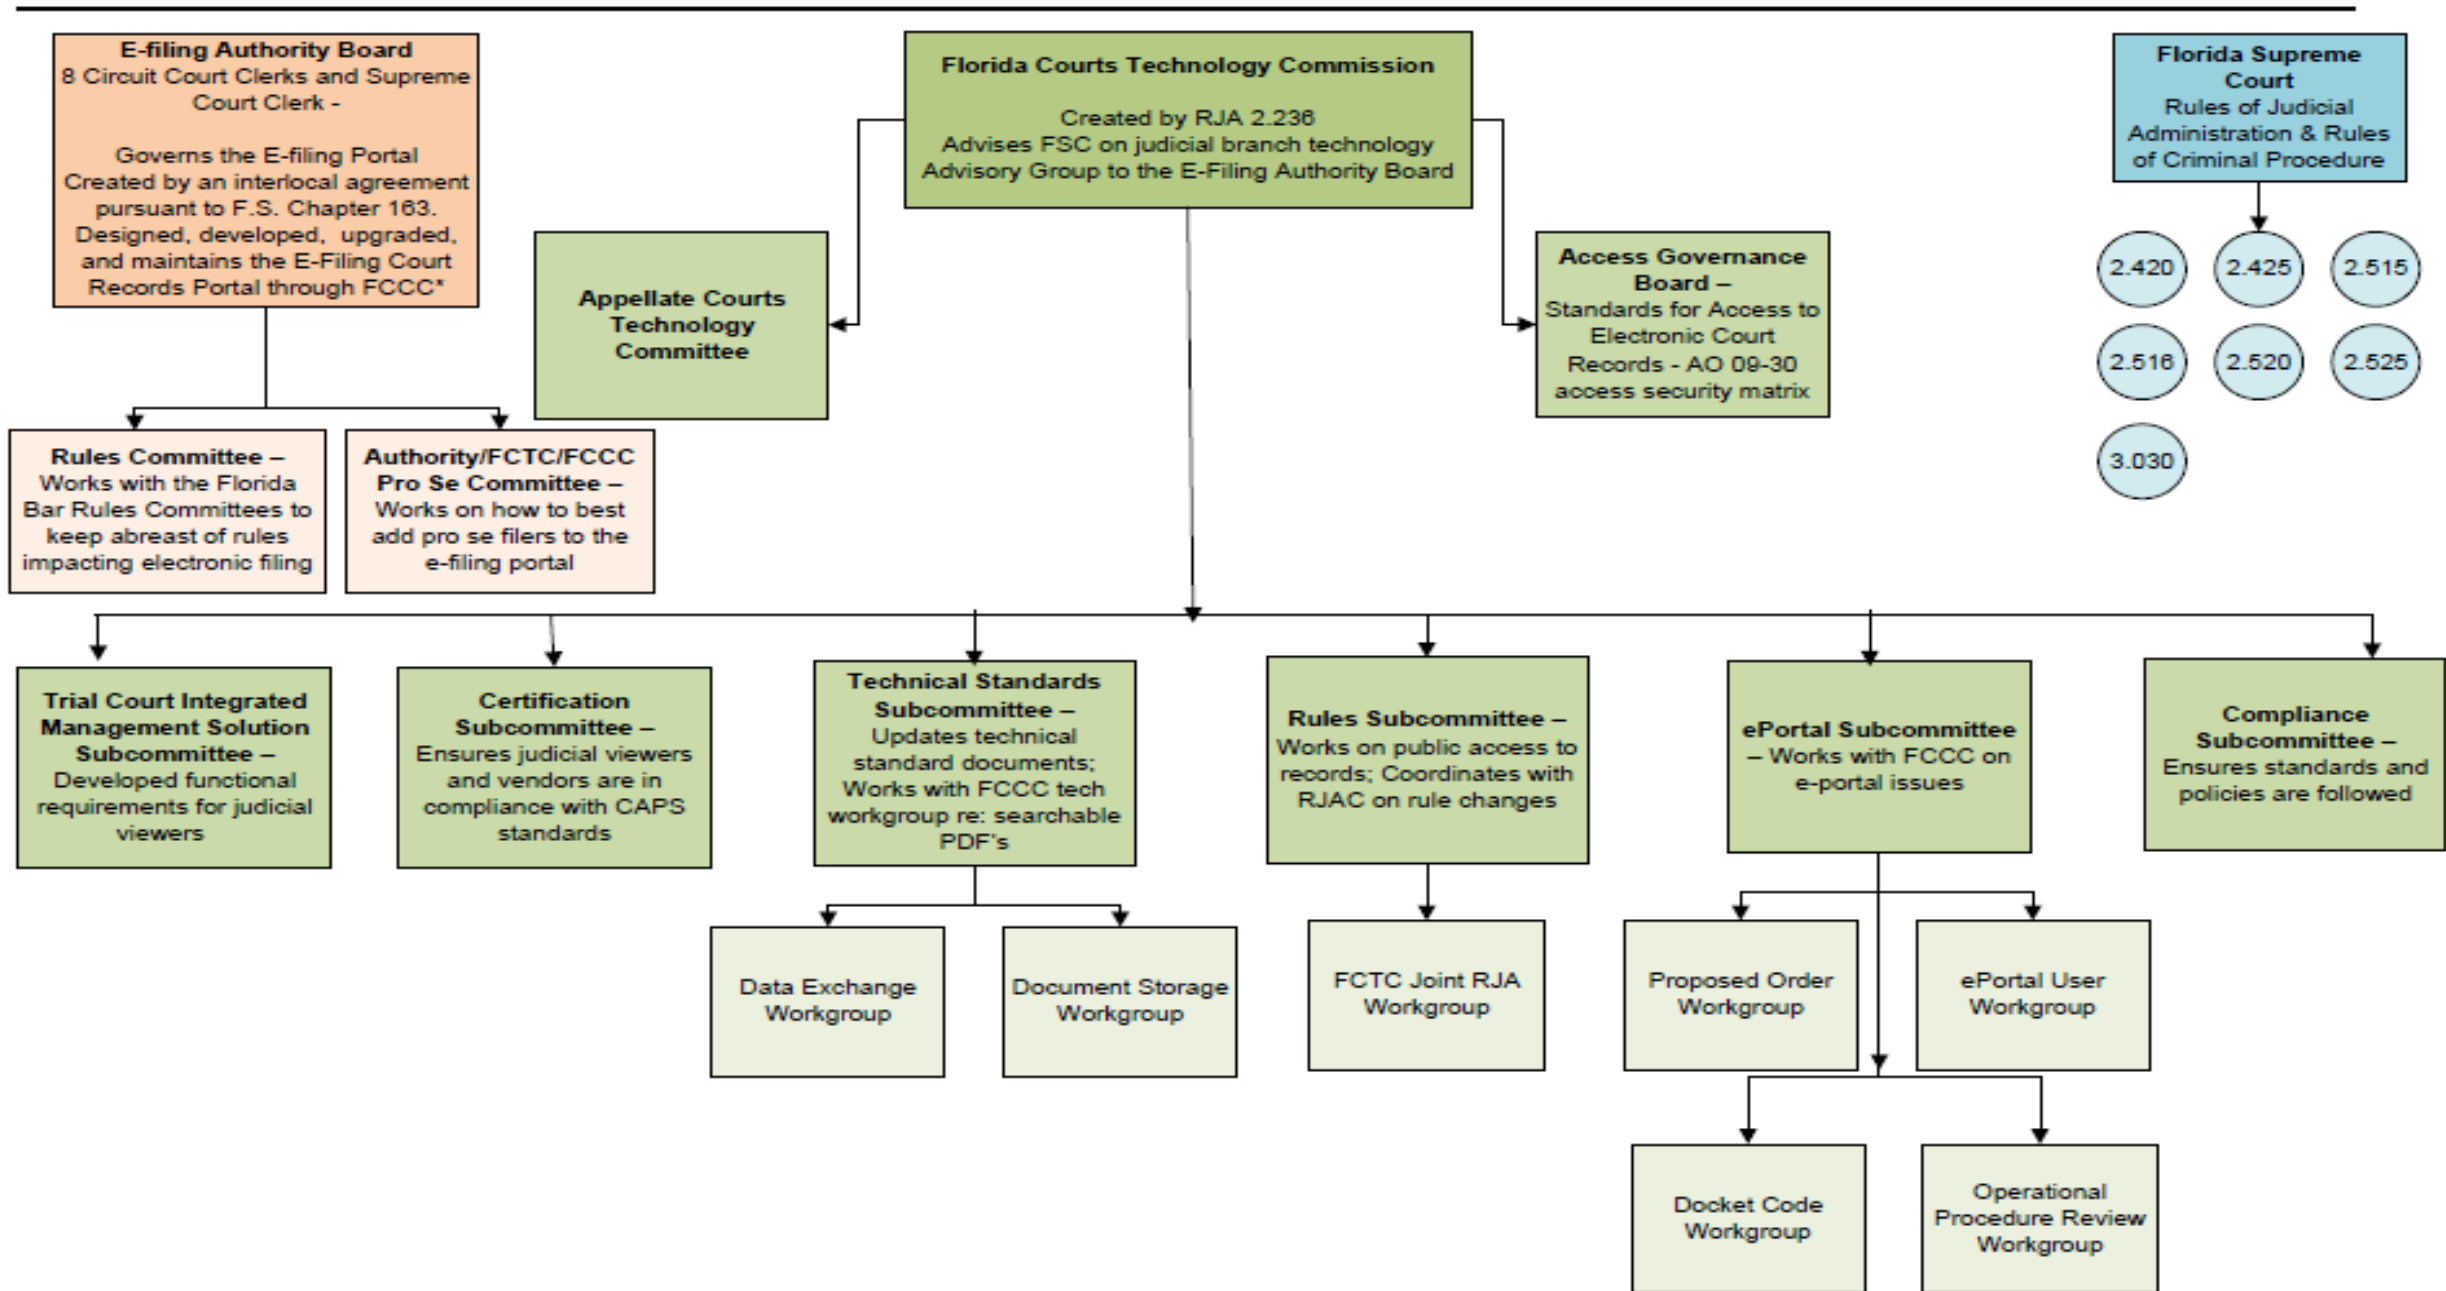 E-filing Authority Board
8 Circuit Court Clerks and Supreme
Court Clerk -
Governs the E-filing Portal
Created by an interlocal agreement
pursuant to F.S. Chapter 163.
Designed, developed, upgraded,
and maintains the E-Filing Court
Records Portal through FCCC*
Florida Courts Technology Commission
Created by RJA 2.236
Advises FSC on judicial branch technology
Advisory Group to the E-Filing Authority Board
Florida Supreme
Court
Rules of Judicial
Administration & Rules
of Criminal Procedure
Appellate Courts
Technology
Committee
Access Governance
Board –
Standards for Access to
Electronic Court
Records - AO 09-30
access security matrix
2.420
2.425
2.515
2.516
2.520
2.525
3.030
Rules Committee –
Works with the Florida
Bar Rules Committees to
keep abreast of rules
impacting electronic filing
Authority/FCTC/FCCC
Pro Se Committee –
Works on how to best
add pro se filers to the
e-filing portal
Trial Court Integrated
Management Solution
Subcommittee –
Developed functional
requirements for judicial
viewers
Certification
Subcommittee –
Ensures judicial viewers
and vendors are in
compliance with CAPS
standards
Technical Standards
Subcommittee –
Updates technical
standard documents;
Works with FCCC tech
workgroup re: searchable
PDF's
Rules Subcommittee –
Works on public access to
records; Coordinates with
RJAC on rule changes
ePortal Subcommittee
– Works with FCCC on
e-portal issues
Compliance
Subcommittee –
Ensures standards and
policies are followed
Data Exchange
Workgroup
Document Storage
Workgroup
FCTC Joint RJA
Workgroup
Proposed Order
Workgroup
ePortal User
Workgroup
Docket Code
Workgroup
Operational
Procedure Review
Workgroup